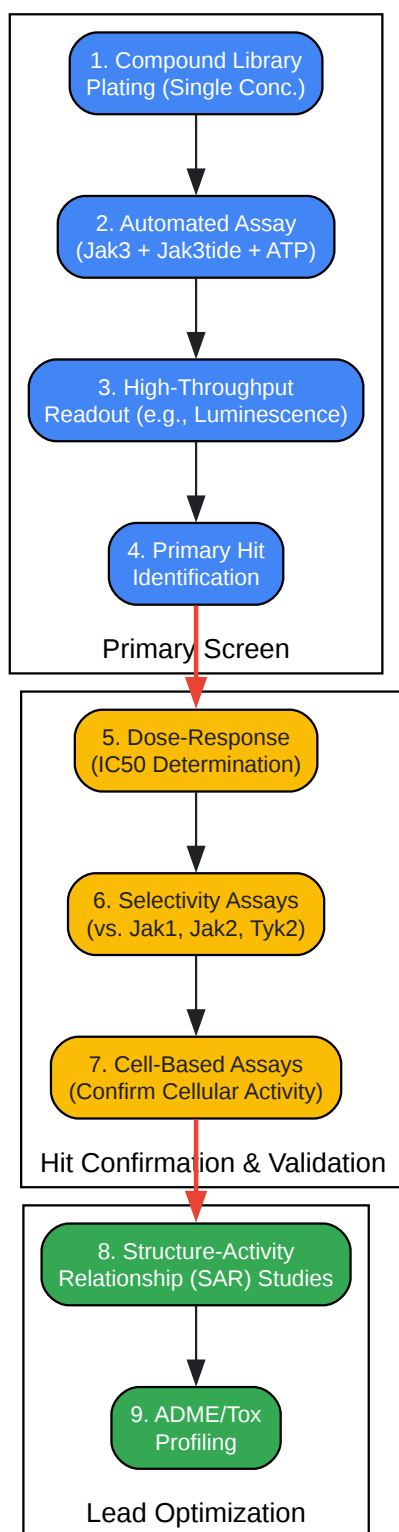 1. Compound Library
Plating (Single Conc.)
2. Automated Assay
(Jak3 + Jak3tide + ATP)
3. High-Throughput
Readout (e.g., Luminescence)
4. Primary Hit
Identification
Primary Screen
5. Dose-Response
(IC50 Determination)
6. Selectivity Assays
(vs. Jak1, Jak2, Tyk2)
7. Cell-Based Assays
(Confirm Cellular Activity)
Hit Confirmation & Validation
8. Structure-Activity
Relationship (SAR) Studies
9. ADME/Tox
Profiling
Lead Optimization